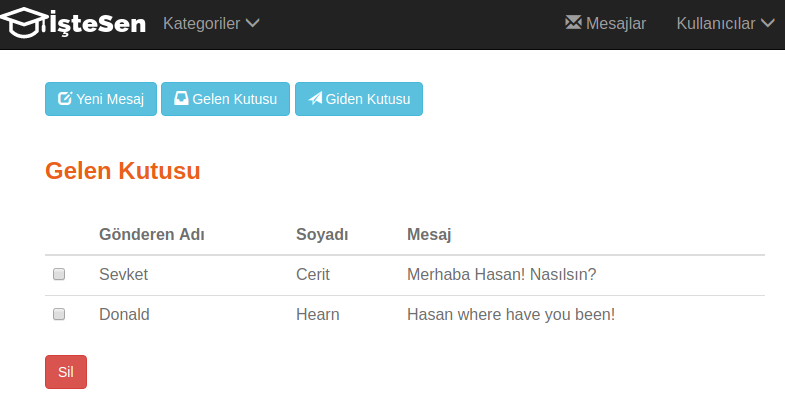 İşteSen Kategoriler Mesajlar Kullanıcılar
Yeni Mesaj Gelen Kutusu Giden Kutusu
Gelen Kutusu
Gönderen Adı Soyadı Mesaj
Sevket Cerit Merhaba Hasan! Nasılsın?
Donald Hearn Hasan where have you been!
Sil